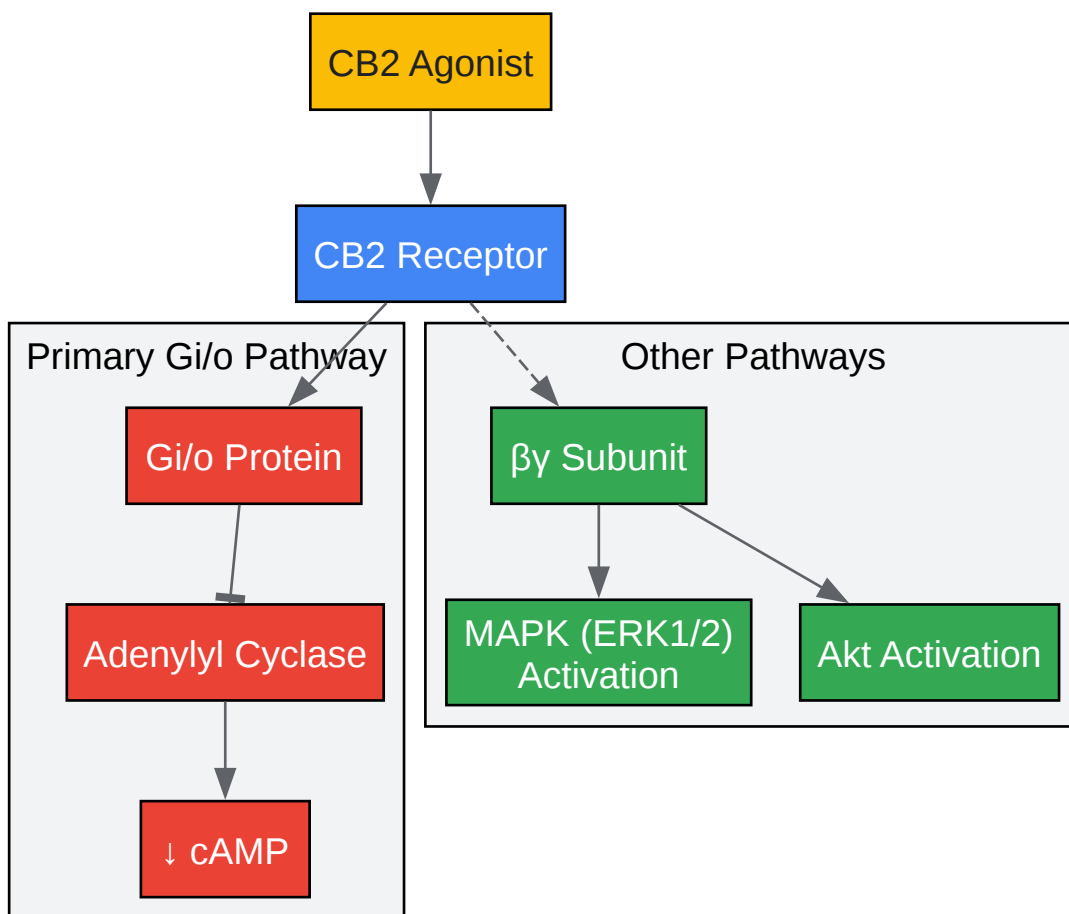 CB2 Agonist
CB2 Receptor
Primary Gi/o Pathway
Gi/o Protein
Adenylyl Cyclase
↓ cAMP
Other Pathways
βγ Subunit
MAPK (ERK1/2)
Activation
Akt Activation